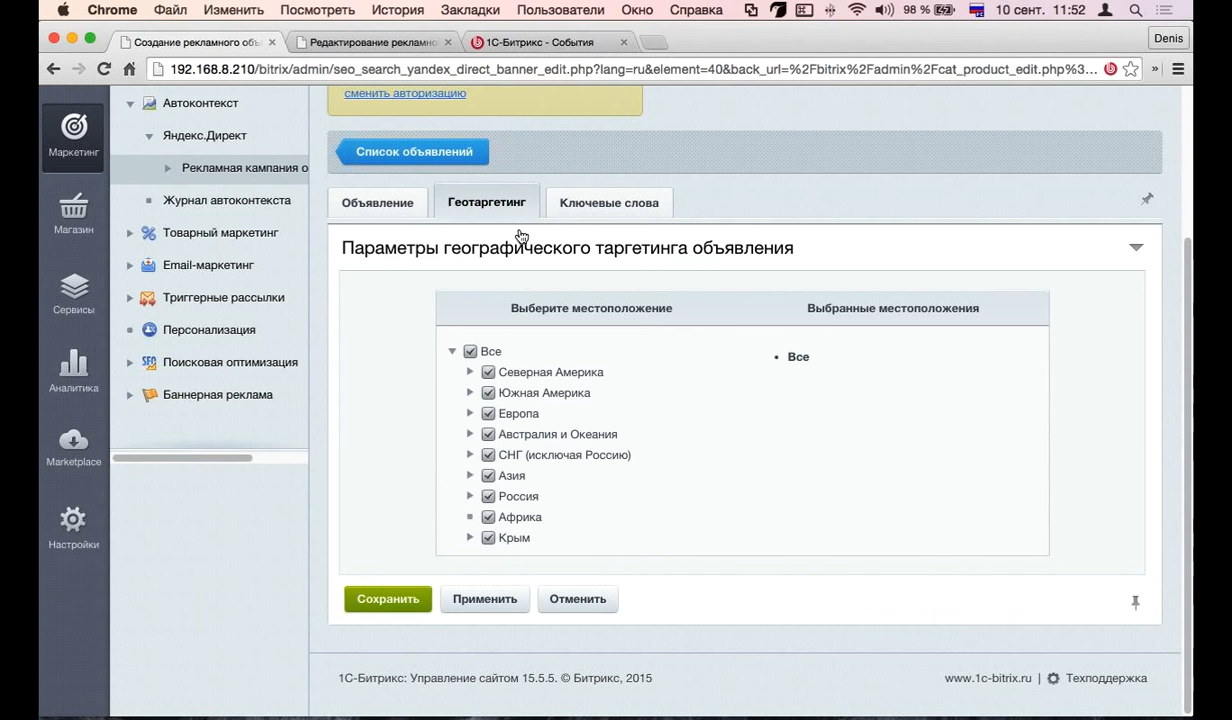 Chrome Файл Изменить Посмотреть История Закладки Пользователи Окно Справка 98 % 10 сент. 11:52
Создание рекламного объ Редактирование рекламно 1С-Битрикс - События Denis
192.168.8.210/bitrix/admin/seo_search_yandex_direct_banner_edit.php?lang=ru&element=40&back_url=%2Fbitrix%2Fadmin%2Fcat_product_edit.php%3... »
Маркетинг
Магазин
Сервисы
Аналитика
Marketplace
Настройки
Автоконтекст
Яндекс.Директ
Рекламная кампания о
Журнал автоконтекста
Товарный маркетинг
Email-маркетинг
Триггерные рассылки
Персонализация
Поисковая оптимизация
Баннерная реклама
сменить авторизацию
Список объявлений
Объявление Геотаргетинг Ключевые слова
Параметры географического таргетинга объявления
Выберите местоположение Выбранные местоположения
Все • Все
Северная Америка
Южная Америка
Европа
Австралия и Океания
СНГ (исключая Россию)
Азия
Россия
Африка
Крым
Сохранить Применить Отменить
1С-Битрикс: Управление сайтом 15.5.5. © Битрикс, 2015 www.1c-bitrix.ru | Техподдержка